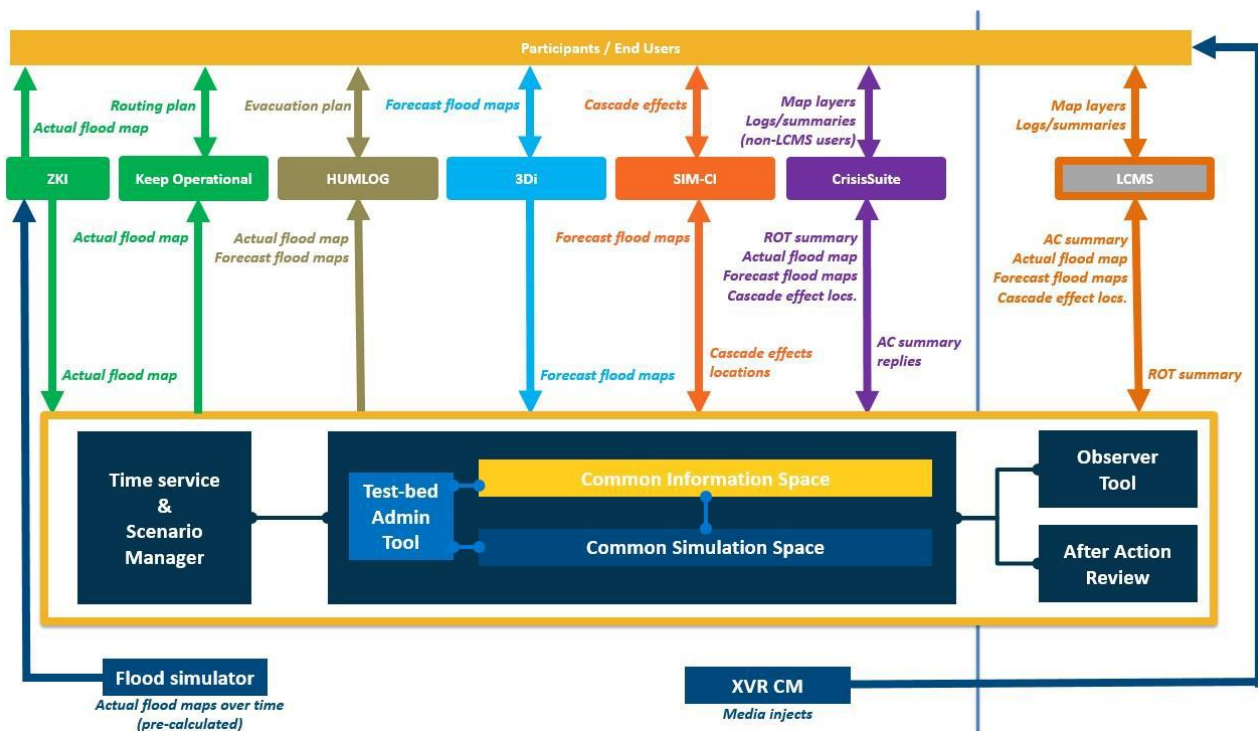 Participants / End Users
Actual flood map
Routing plan
Evacuation plan
Forecast flood maps
Cascade effects
Map layers
Logs/summaries
(non-LCMS users)
Map layers
Logs/summaries
ZKI
Keep Operational
HUMLOG
3Di
SIM-CI
CrisisSuite
LCMS
Actual flood map
Actual flood map
Forecast flood maps
Forecast flood maps
ROT summary
Actual flood map
Forecast flood maps
Cascade effect locs.
AC summary
Actual flood map
Forecast flood maps
Cascade effect locs.
Actual flood map
Forecast flood maps
Cascade effects
locations
AC summary
replies
ROT summary
Time service
&
Scenario
Manager
Test-bed
Admin
Tool
Common Information Space
Common Simulation Space
Observer
Tool
After Action
Review
Flood simulator
Actual flood maps over time
(pre-calculated)
XVR CM
Media injects